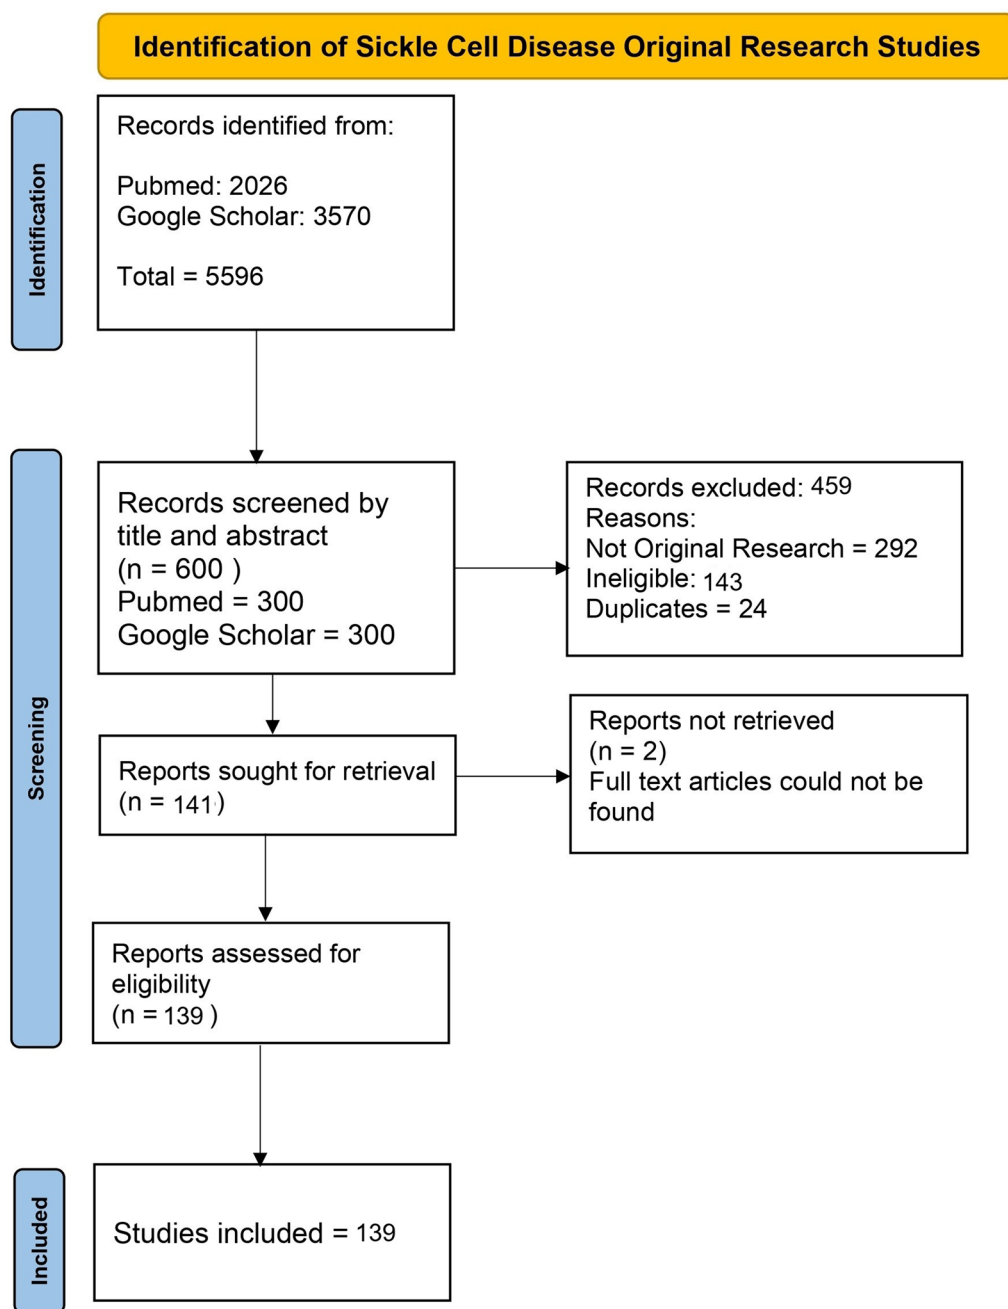 Identification of Sickle Cell Disease Original Research Studies
Identification
Records identified from:
Pubmed: 2026
Google Scholar: 3570
Total = 5596
Screening
Records screened by
title and abstract
(n = 600 )
Pubmed = 300
Google Scholar = 300
Records excluded: 459
Reasons:
Not Original Research = 292
Ineligible: 143
Duplicates = 24
Reports sought for retrieval
(n = 141)
Reports not retrieved
(n = 2)
Full text articles could not be
found
Reports assessed for
eligibility
(n = 139 )
Included
Studies included = 139